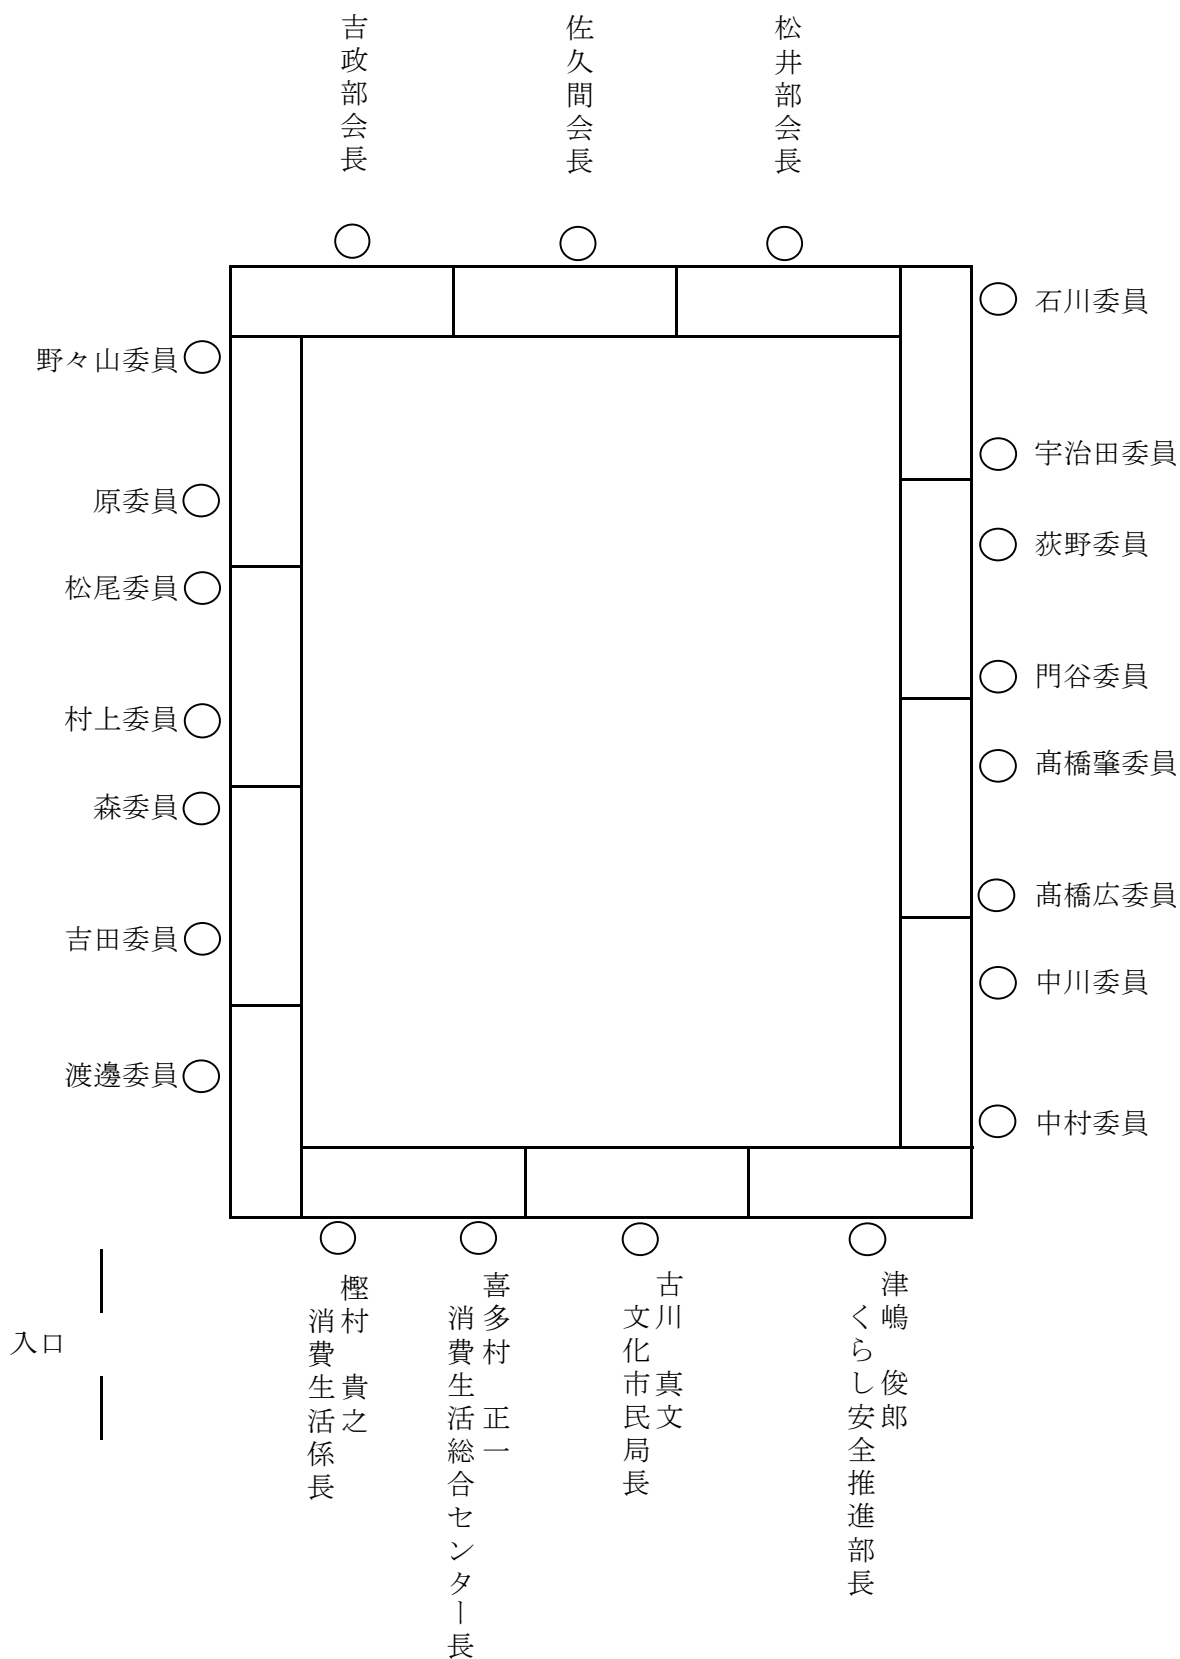 吉政部会長
佐久間会長
松井部会長
野々山委員
原委員
松尾委員
村上委員
森委員
吉田委員
渡邊委員
石川委員
宇治田委員
荻野委員
門谷委員
髙橋肇委員
髙橋広委員
中川委員
中村委員
入口
樫村　貴之
消費生活係長
喜多村　正一
消費生活総合センター長
古川　真文
文化市民局長
津嶋　俊郎
くらし安全推進部長